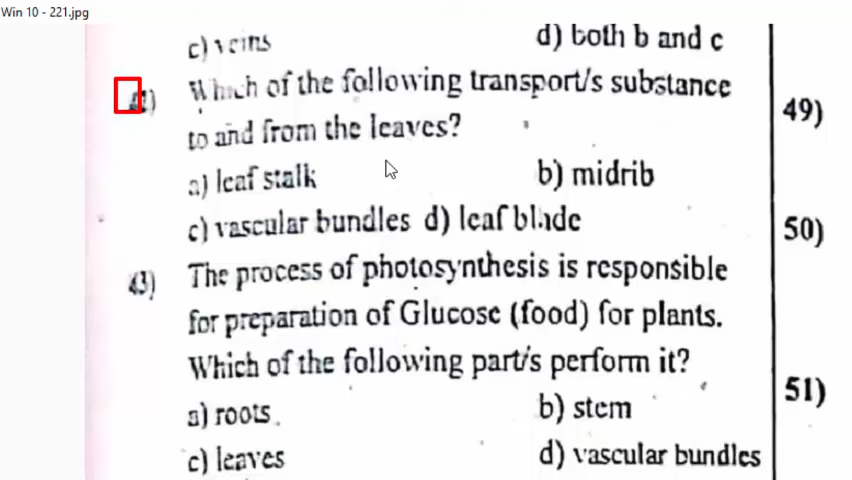 Win 10 - 221.jpg
c) veins d) both b and c
42) Which of the following transport/s substance
to and from the leaves?
a) leaf stalk b) midrib
c) vascular bundles d) leaf blade
43) The process of photosynthesis is responsible
for preparation of Glucose (food) for plants.
Which of the following part/s perform it?
a) roots b) stem
c) leaves d) vascular bundles
49)
50)
51)